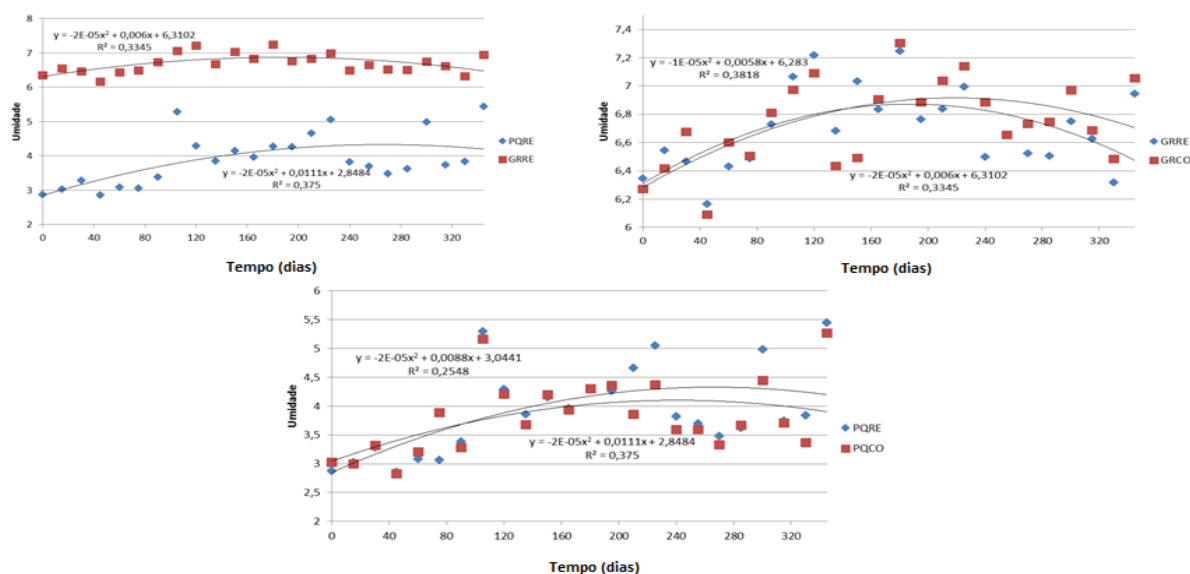 8
7
6
5
4
3
2
Umidade
y = -2E-05x² + 0,006x + 6,3102
R² = 0,3345
y = -2E-05x² + 0,0111x + 2,8484
R² = 0,375
0 40 80 120 160 200 240 280 320
Tempo (dias)
PQRE
GRRE
7,4
7,2
7
6,8
6,6
6,4
6,2
6
Umidade
y = -1E-05x² + 0,0058x + 6,283
R² = 0,3818
y = -2E-05x² + 0,006x + 6,3102
R² = 0,3345
0 40 80 120 160 200 240 280 320
Tempo (dias)
GRRE
GRCO
6
5,5
5
4,5
4
3,5
3
2,5
2
Umidade
y = -2E-05x² + 0,0088x + 3,0441
R² = 0,2548
y = -2E-05x² + 0,0111x + 2,8484
R² = 0,375
0 40 80 120 160 200 240 280 320
Tempo (dias)
PQRE
PQCO